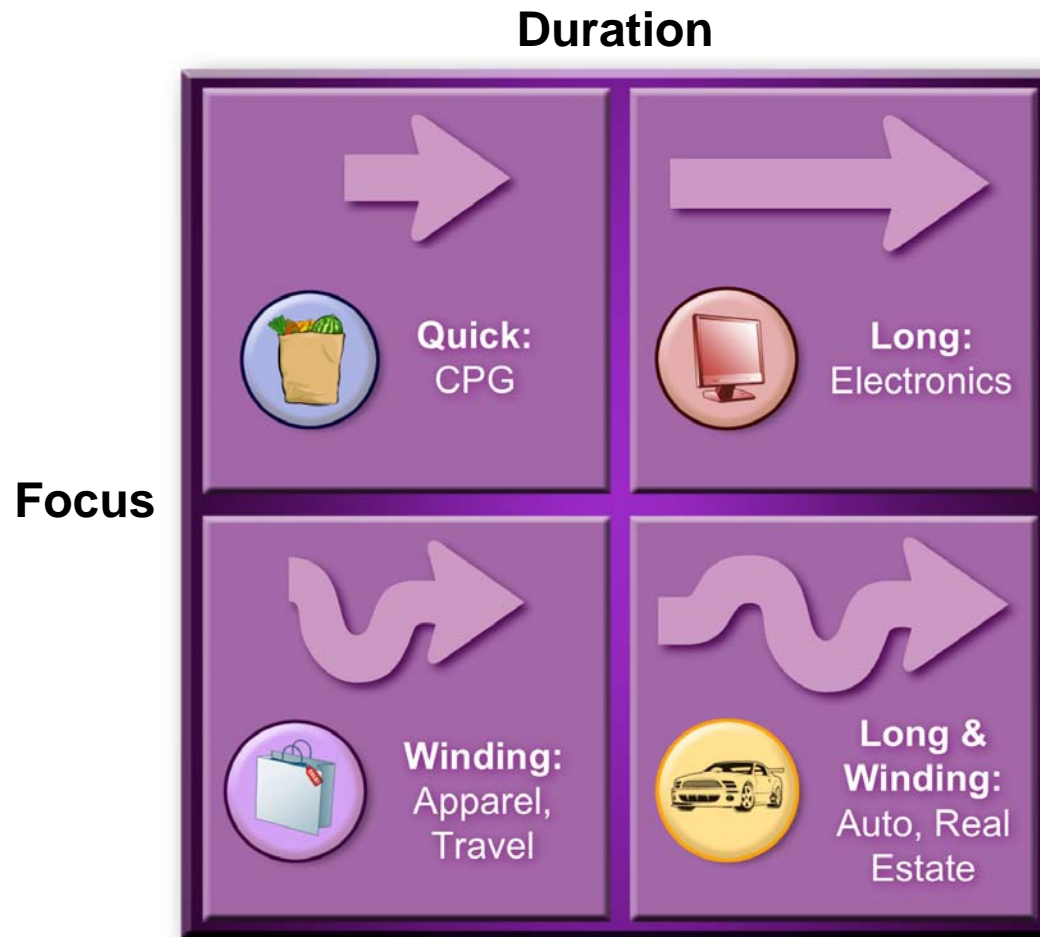 Duration
Quick:
CPG
Long:
Electronics
Focus
Winding:
Apparel,
Travel
Long &
Winding:
Auto, Real
Estate